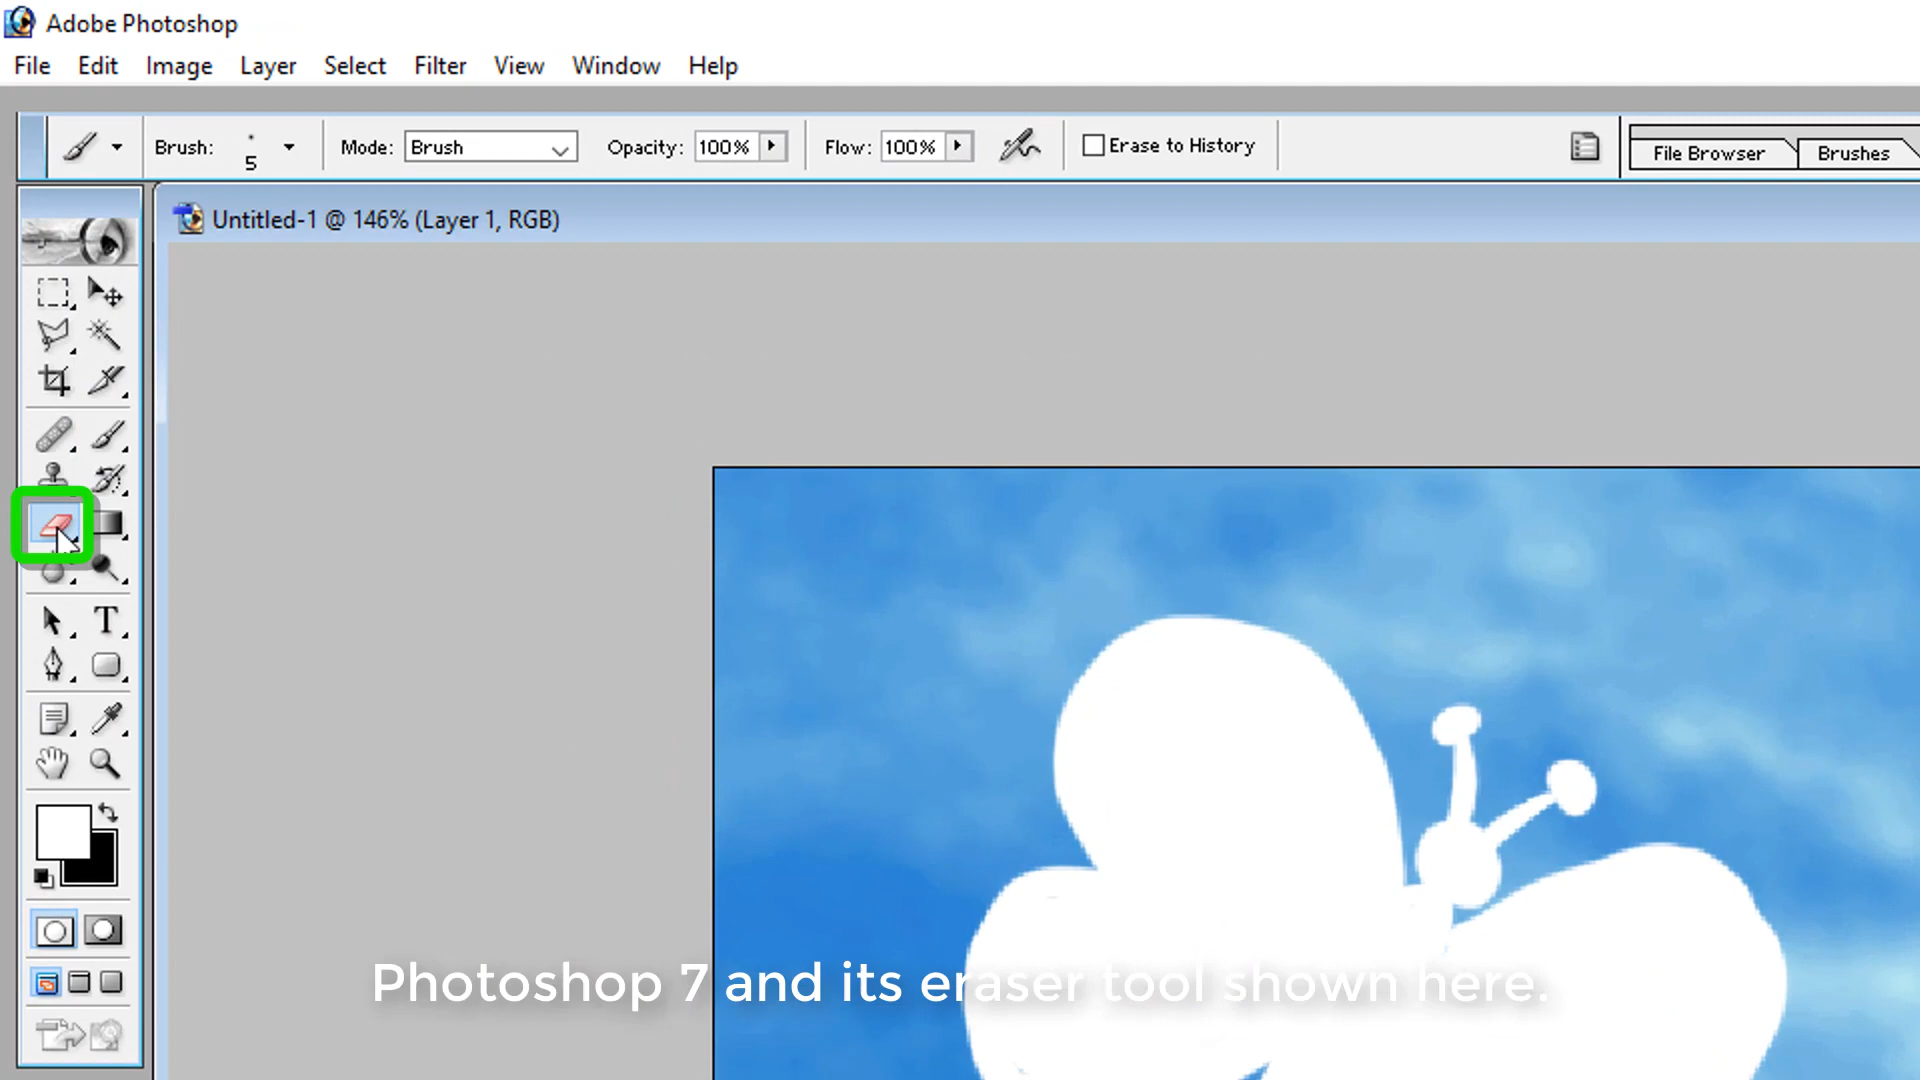 Adobe Photoshop
File Edit Image Layer Select Filter View Window Help
Brush: 5 Mode: Brush Opacity: 100% Flow: 100% Erase to History File Browser Brushes
Untitled-1 @ 146% (Layer 1, RGB)
T
Photoshop 7 and its eraser tool shown here.